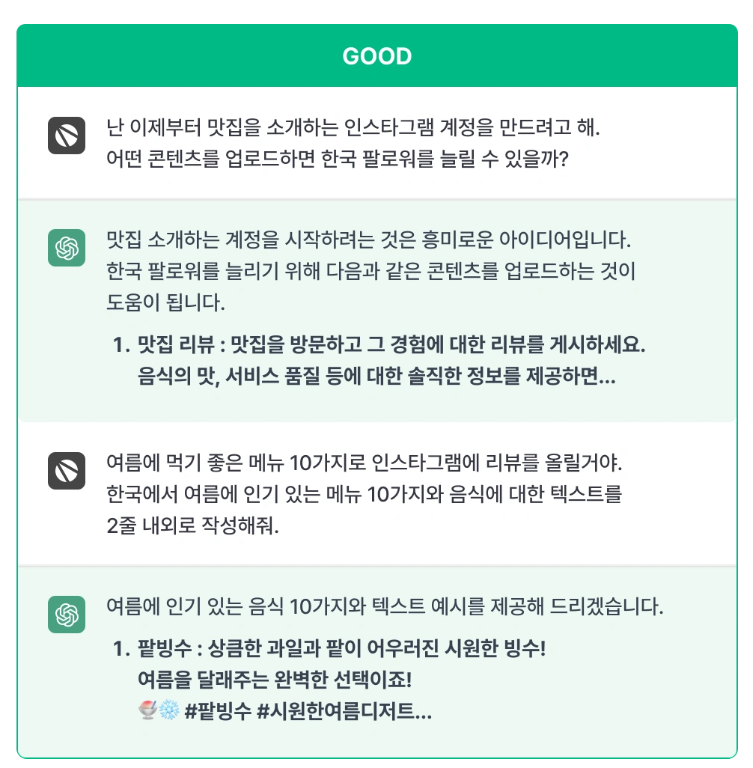 GOOD
난 이제부터 맛집을 소개하는 인스타그램 계정을 만드려고 해.
어떤 콘텐츠를 업로드하면 한국 팔로워를 늘릴 수 있을까?
맛집 소개하는 계정을 시작하려는 것은 흥미로운 아이디어입니다.
한국 팔로워를 늘리기 위해 다음과 같은 콘텐츠를 업로드하는 것이
도움이 됩니다.
1. 맛집 리뷰 : 맛집을 방문하고 그 경험에 대한 리뷰를 게시하세요.
음식의 맛, 서비스 품질 등에 대한 솔직한 정보를 제공하면...
여름에 먹기 좋은 메뉴 10가지로 인스타그램에 리뷰를 올릴거야.
한국에서 여름에 인기 있는 메뉴 10가지와 음식에 대한 텍스트를
2줄 내외로 작성해줘.
여름에 인기 있는 음식 10가지와 텍스트 예시를 제공해 드리겠습니다.
1. 팥빙수 : 상큼한 과일과 팥이 어우러진 시원한 빙수!
여름을 달래주는 완벽한 선택이죠!
🍧❄️ #팥빙수 #시원한여름디저트...